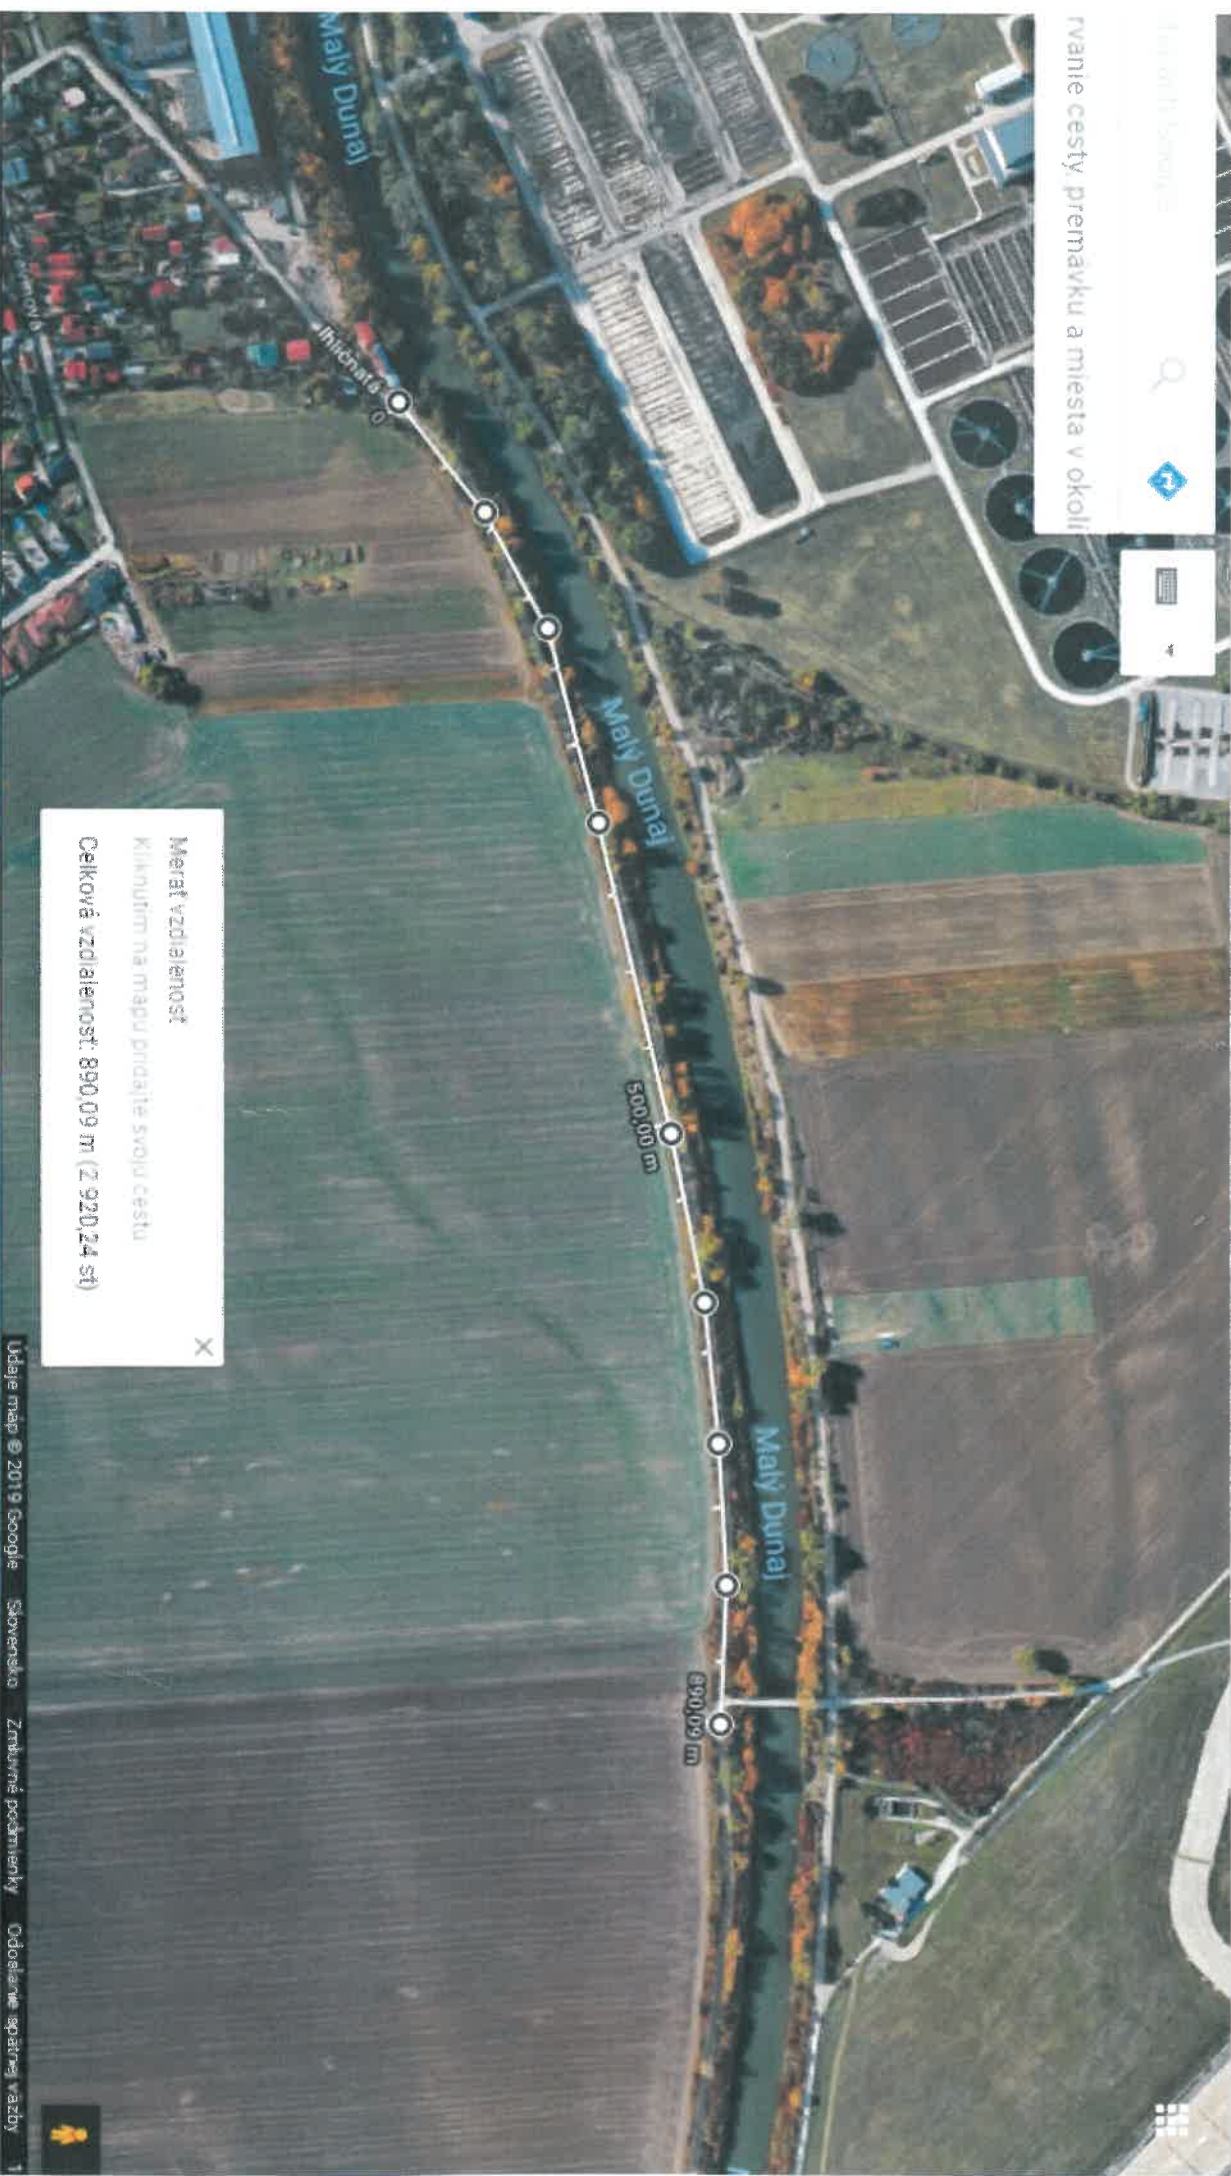 rvanie cesty, premávku a miesta v okolí
Malý Dunaj
Ihličnatá
0
Malý Dunaj
500,00 m
Malý Dunaj
890,09 m
Merať vzdialenosť
Kliknutím na mapu pridajte svoju cestu
Celková vzdialenosť: 890,09 m (2 920,24 st)
Údaje máp © 2019 Google Slovensko Zmluvné podmienky Odoslanie spätnej väzby 1